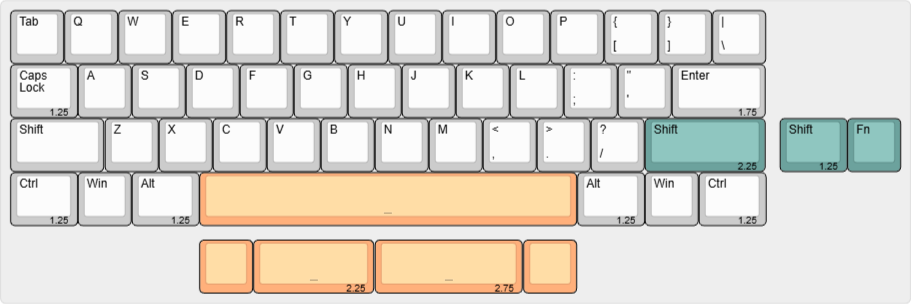 Tab Q W E R T Y U I O P { } |
[ ] \
Caps A S D F G H J K L : " Enter
Lock
; '
1.25 1.75
Shift Z X C V B N M < > ? Shift Shift Fn
, . /
2.25 1.25
Ctrl Win Alt Alt Win Ctrl
_
1.25 1.25 1.25 1.25
_ _
2.25 2.75